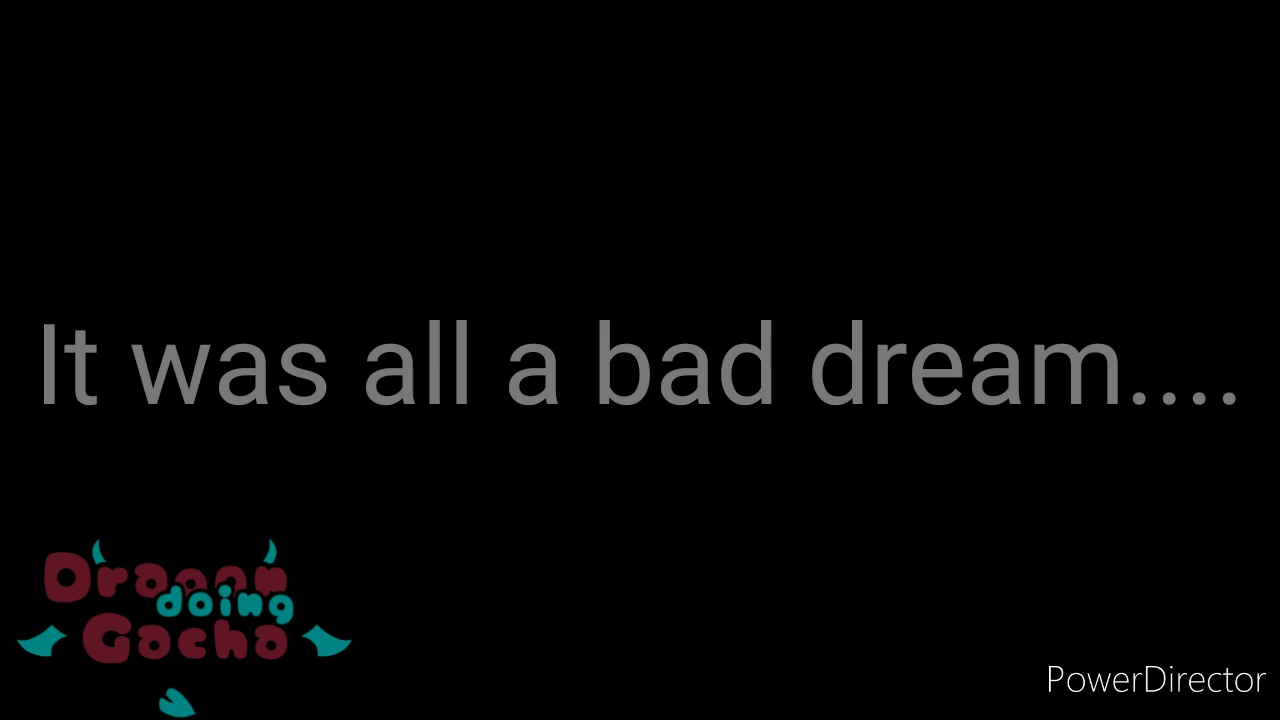 It was all a bad dream....
doing
Gacha
PowerDirector